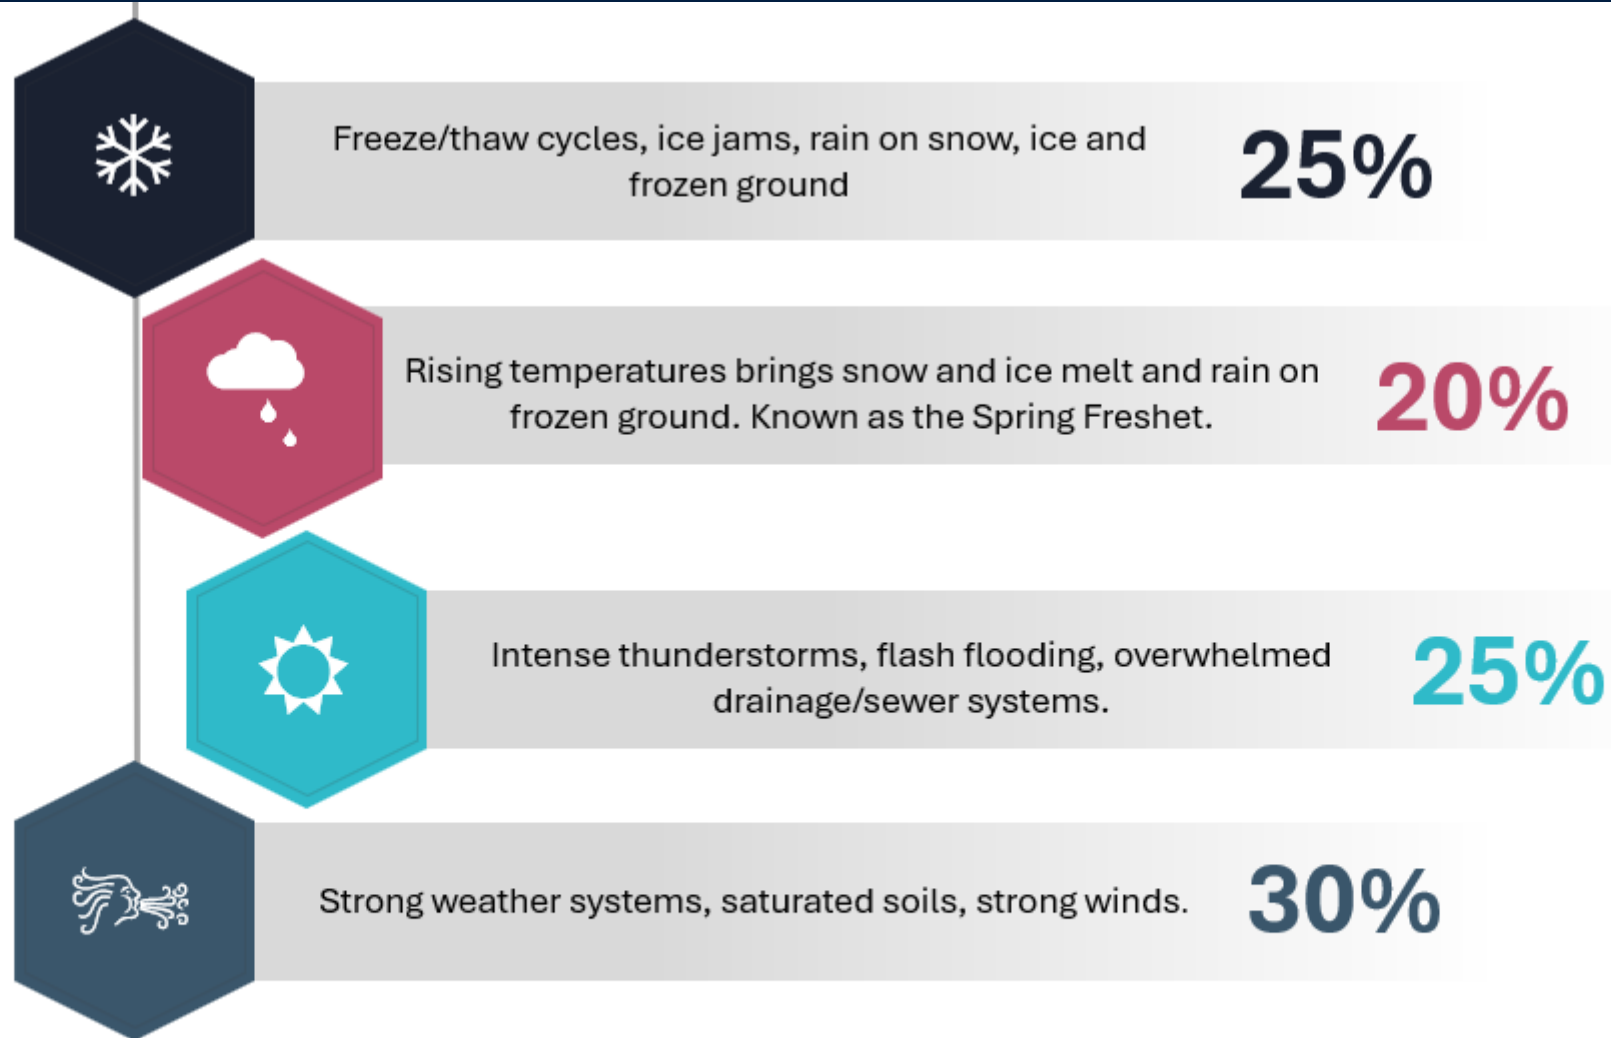 Freeze/thaw cycles, ice jams, rain on snow, ice and
frozen ground
25%
Rising temperatures brings snow and ice melt and rain on
frozen ground. Known as the Spring Freshet.
20%
Intense thunderstorms, flash flooding, overwhelmed
drainage/sewer systems.
25%
Strong weather systems, saturated soils, strong winds.
30%